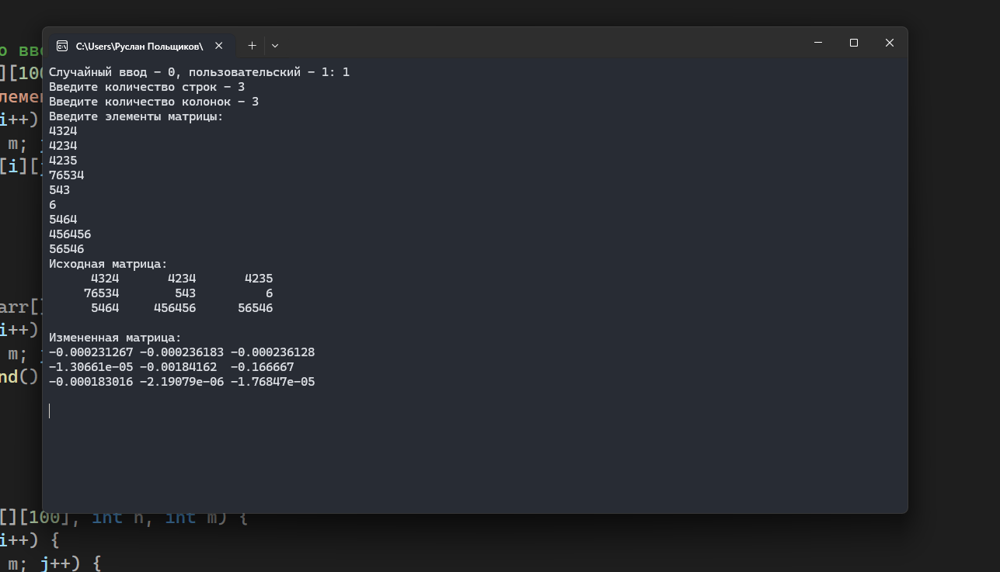 о вв
][100
C:\Users\Руслан Польщиков\
лемен
i++)
m;
[i][j
Случайный ввод – 0, пользовательский – 1: 1
Введите количество строк – 3
Введите количество колонок – 3
Введите элементы матрицы:
4324
4234
4235
76534
543
6
5464
456456
56546
Исходная матрица:
4324 4234 4235
76534 543 6
5464 456456 56546
arr[]
i++)
m;
nd()
Измененная матрица:
-0.000231267 -0.000236183 -0.000236128
-1.30661e-05 -0.00184162 -0.166667
-0.000183016 -2.19079e-06 -1.76847e-05
[][100], int n, int m) {
i++) {
m; j++) {